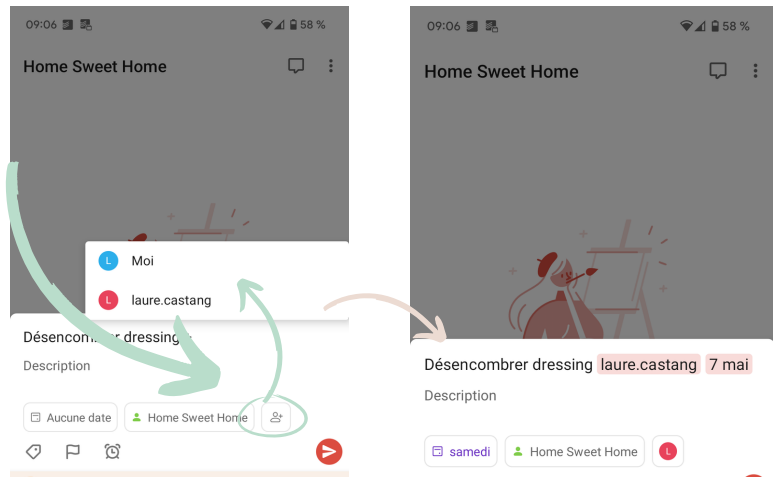 09:06
58 %
Home Sweet Home
L Moi
L laure.castang
Désencombrer dressing
Description
Aucune date
Home Sweet Home
09:06
58 %
Home Sweet Home
Désencombrer dressing laure.castang 7 mai
Description
samedi
Home Sweet Home
L